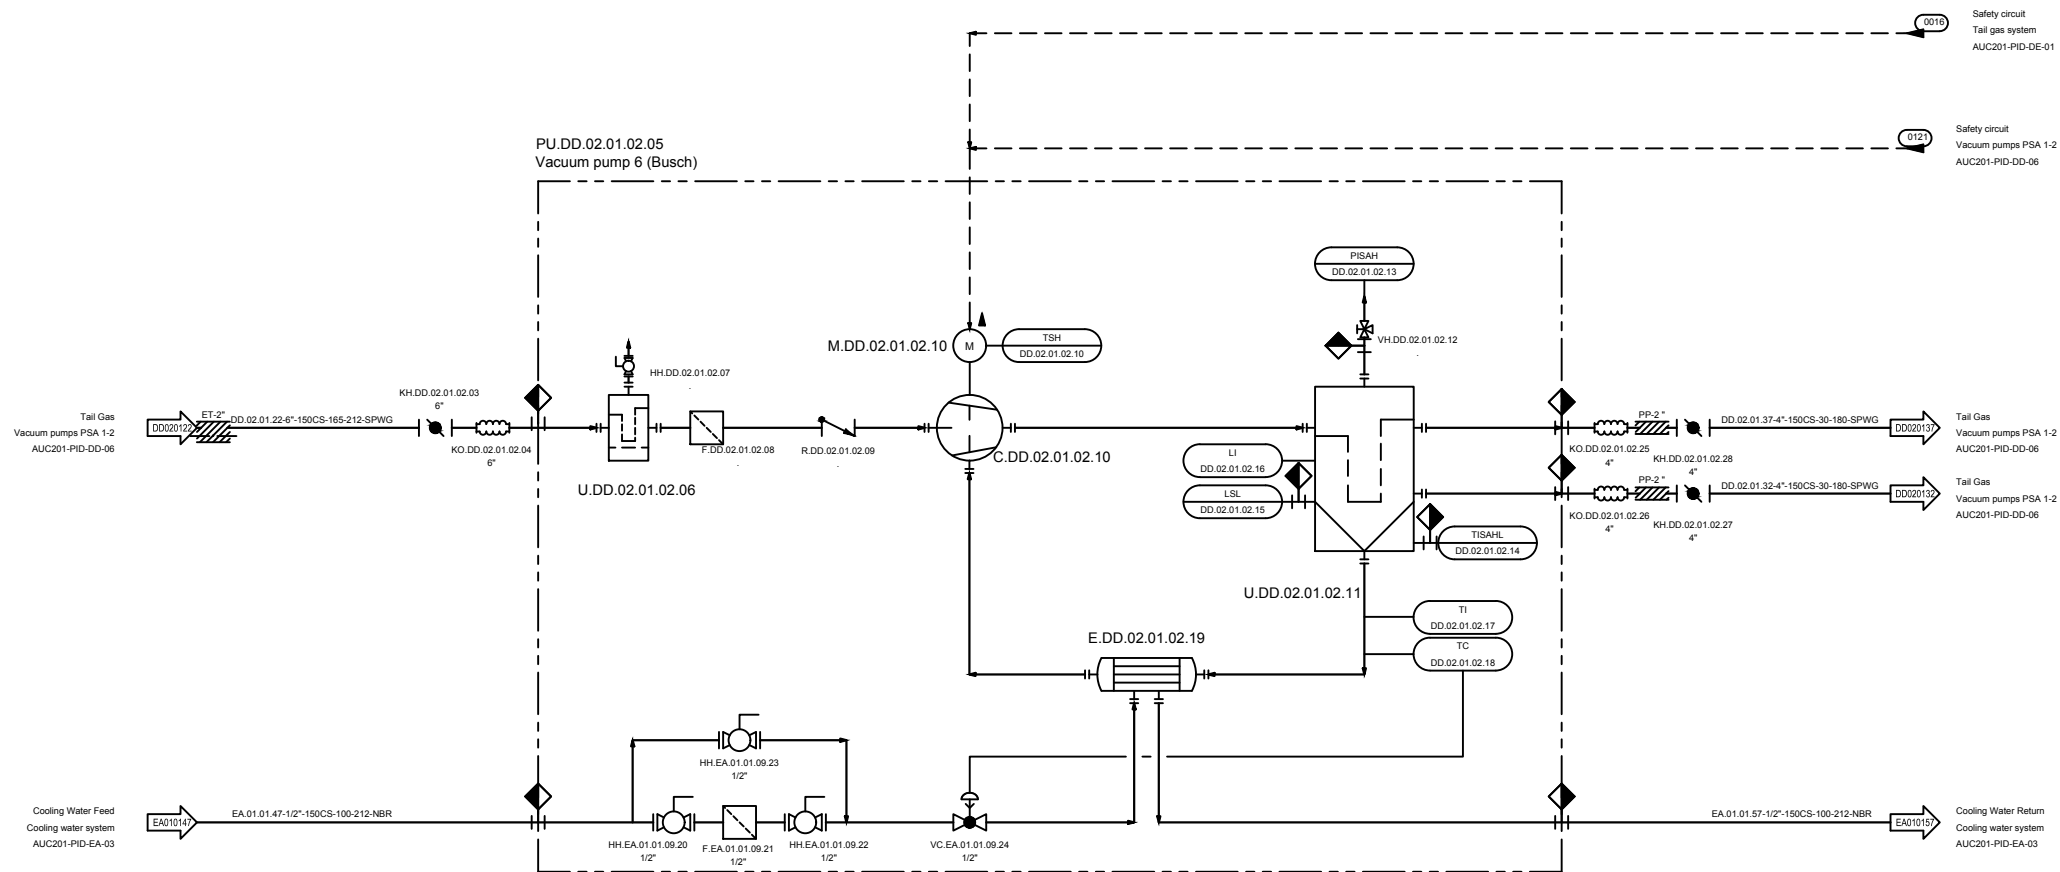 0016
Safety circuit
Tail gas system
AUC201-PID-DE-01
0121
Safety circuit
Vacuum pumps PSA 1-2
AUC201-PID-DD-06
PU.DD.02.01.02.05
Vacuum pump 6 (Busch)
PISAH
DD.02.01.02.13
VH.DD.02.01.02.12
.
M.DD.02.01.02.10
M
TSH
DD.02.01.02.10
HH.DD.02.01.02.07
.
KH.DD.02.01.02.03
6"
Tail Gas
Vacuum pumps PSA 1-2
AUC201-PID-DD-06
DD020122
ET-2"
DD.02.01.22-6"-150CS-165-212-SPWG
KO.DD.02.01.02.04
6"
F.DD.02.01.02.08
.
R.DD.02.01.02.09
.
C.DD.02.01.02.10
U.DD.02.01.02.06
LI
DD.02.01.02.16
LSL
DD.02.01.02.15
TISAHL
DD.02.01.02.14
PP-2 "
DD.02.01.37-4"-150CS-30-180-SPWG
DD020137
Tail Gas
Vacuum pumps PSA 1-2
AUC201-PID-DD-06
KO.DD.02.01.02.25
4"
KH.DD.02.01.02.28
4"
PP-2 "
DD.02.01.32-4"-150CS-30-180-SPWG
DD020132
Tail Gas
Vacuum pumps PSA 1-2
AUC201-PID-DD-06
KO.DD.02.01.02.26
4"
KH.DD.02.01.02.27
4"
U.DD.02.01.02.11
TI
DD.02.01.02.17
TC
DD.02.01.02.18
E.DD.02.01.02.19
HH.EA.01.01.09.23
1/2"
Cooling Water Feed
Cooling water system
AUC201-PID-EA-03
EA010147
EA.01.01.47-1/2"-150CS-100-212-NBR
HH.EA.01.01.09.20
1/2"
F.EA.01.01.09.21
1/2"
HH.EA.01.01.09.22
1/2"
VC.EA.01.01.09.24
1/2"
EA.01.01.57-1/2"-150CS-100-212-NBR
EA010157
Cooling Water Return
Cooling water system
AUC201-PID-EA-03